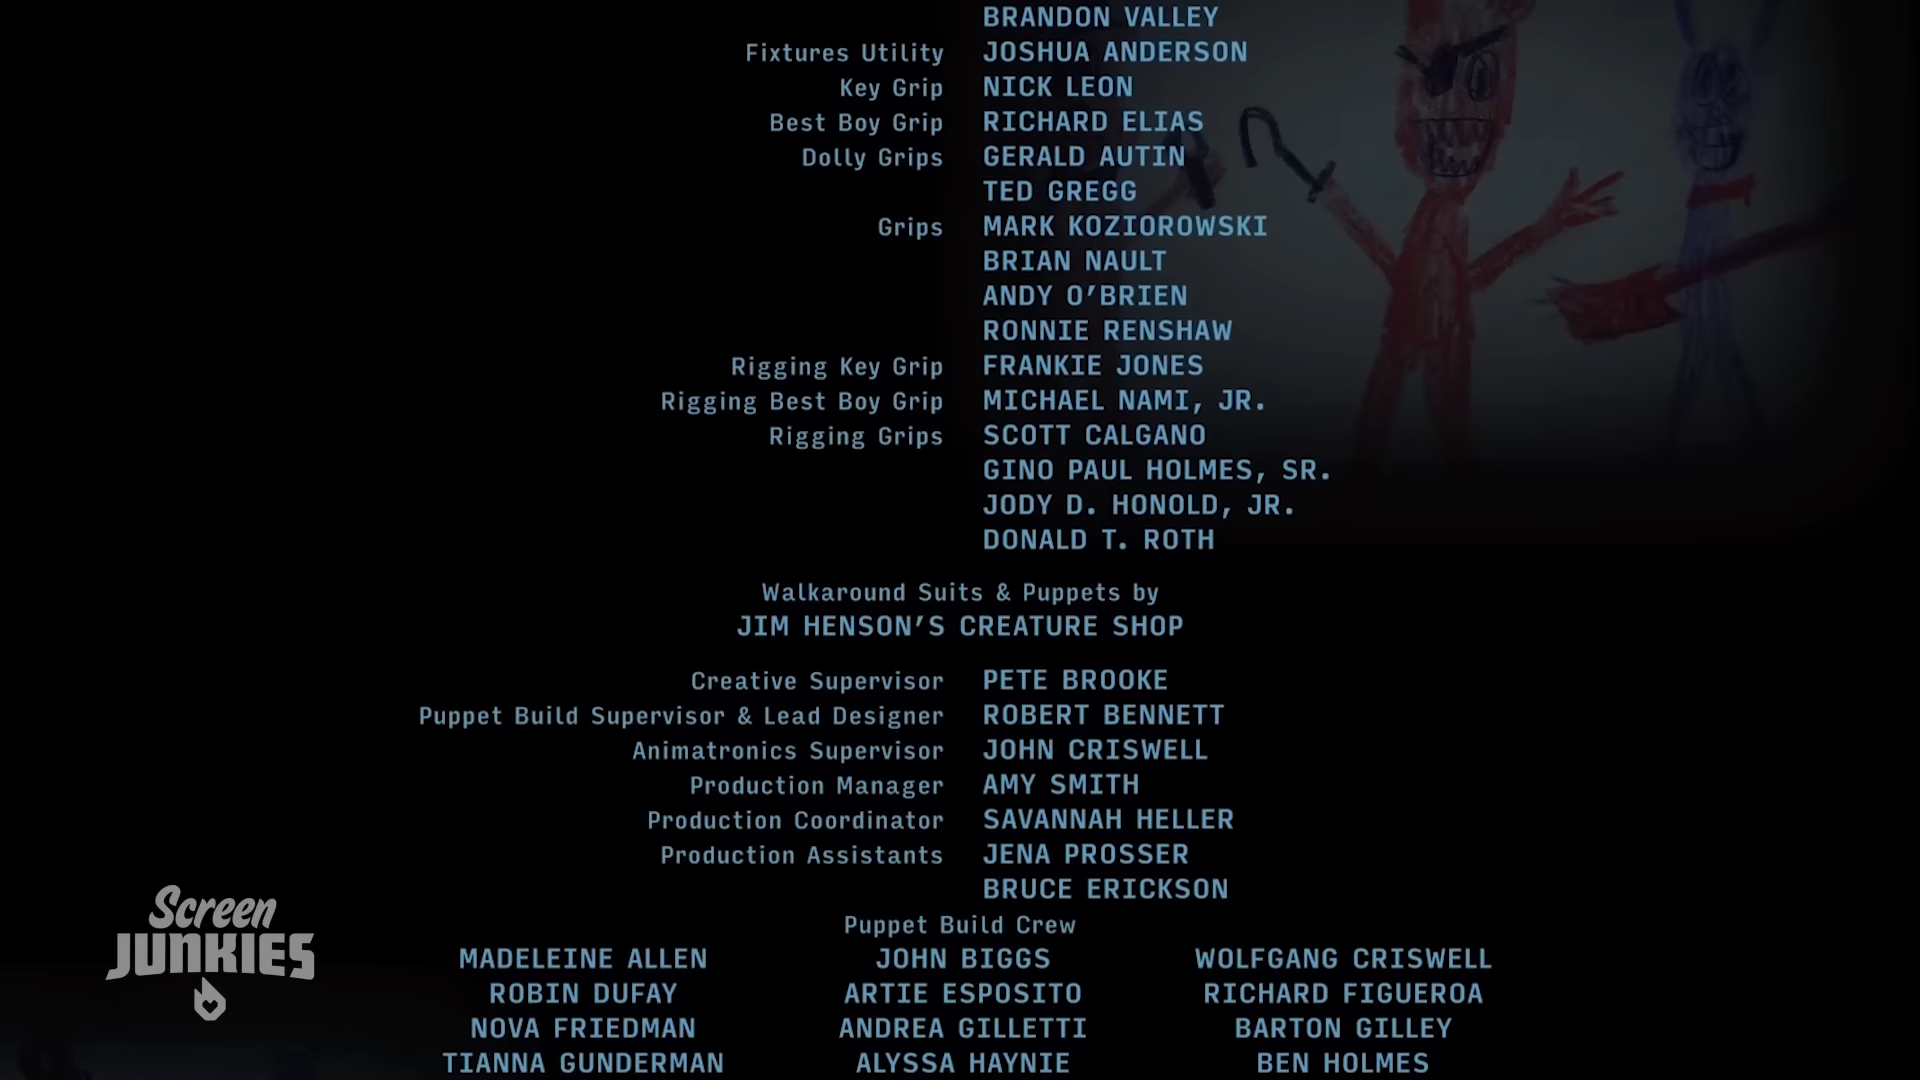 BRANDON VALLEY
Fixtures Utility JOSHUA ANDERSON
Key Grip NICK LEON
Best Boy Grip RICHARD ELIAS
Dolly Grips GERALD AUTIN
TED GREGG
Grips MARK KOZIOROWSKI
BRIAN NAULT
ANDY O’BRIEN
RONNIE RENSHAW
Rigging Key Grip FRANKIE JONES
Rigging Best Boy Grip MICHAEL NAMI, JR.
Rigging Grips SCOTT CALGANO
GINO PAUL HOLMES, SR.
JODY D. HONOLD, JR.
DONALD T. ROTH
Walkaround Suits & Puppets by
JIM HENSON’S CREATURE SHOP
Creative Supervisor PETE BROOKE
Puppet Build Supervisor & Lead Designer ROBERT BENNETT
Animatronics Supervisor JOHN CRISWELL
Production Manager AMY SMITH
Production Coordinator SAVANNAH HELLER
Production Assistants JENA PROSSER
BRUCE ERICKSON
Puppet Build Crew
MADELEINE ALLEN JOHN BIGGS WOLFGANG CRISWELL
ROBIN DUFAY ARTIE ESPOSITO RICHARD FIGUEROA
NOVA FRIEDMAN ANDREA GILLETTI BARTON GILLEY
TIANNA GUNDERMAN ALYSSA HAYNIE BEN HOLMES
Screen
JUNKIES